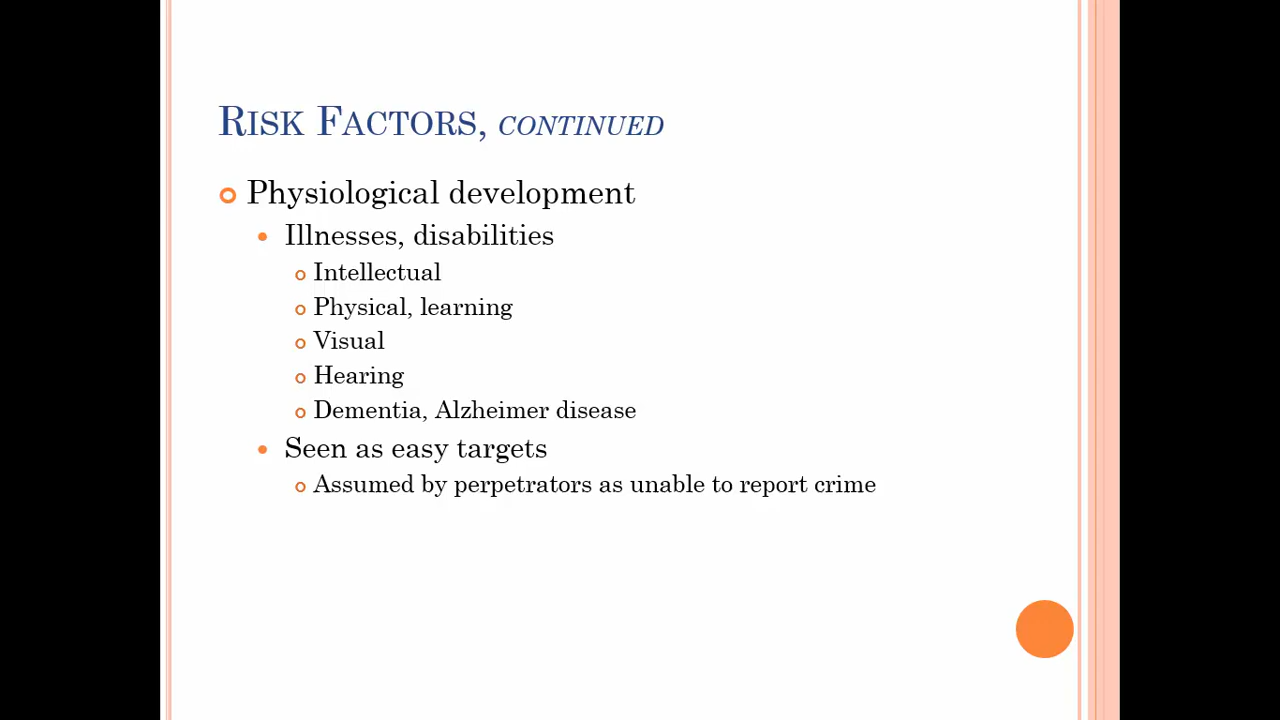 Risk Factors, continued
Physiological development
Illnesses, disabilities
Intellectual
Physical, learning
Visual
Hearing
Dementia, Alzheimer disease
Seen as easy targets
Assumed by perpetrators as unable to report crime